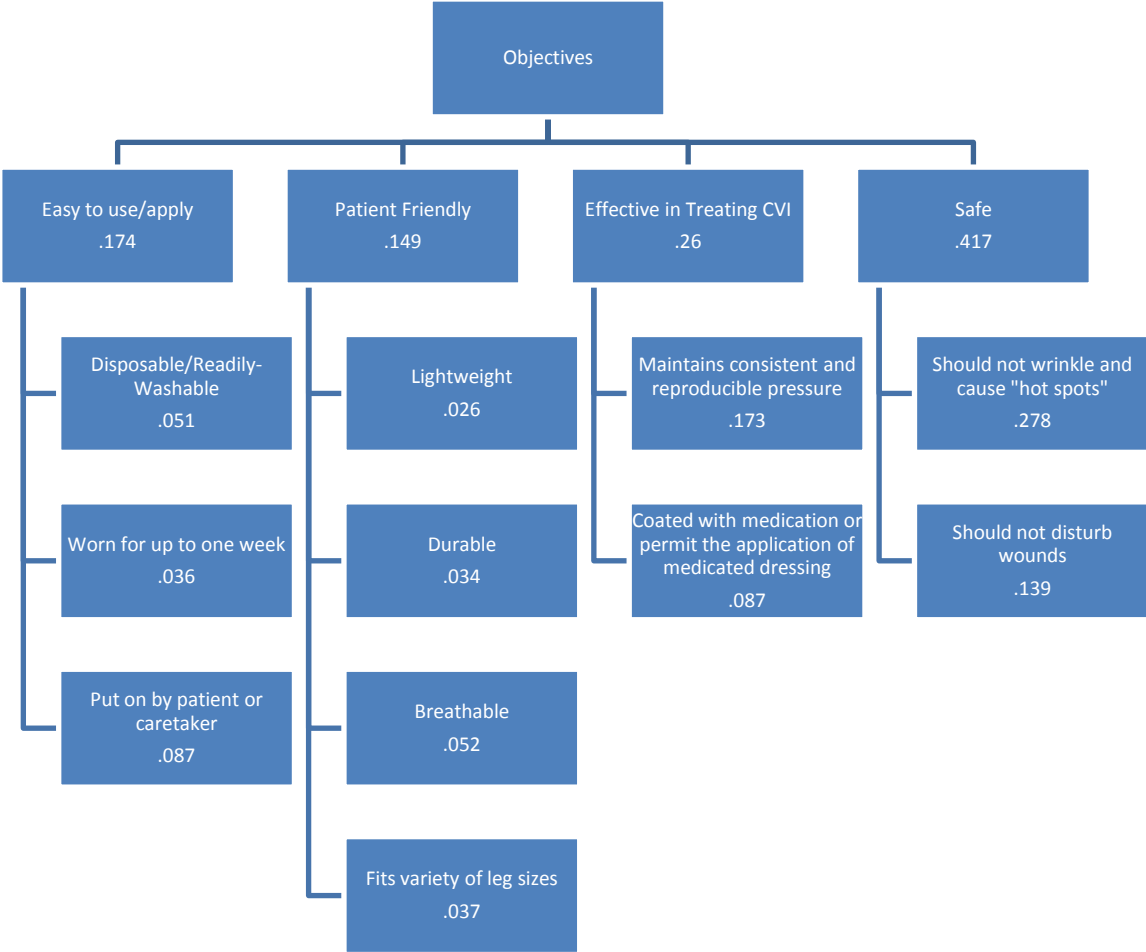 Objectives
Easy to use/apply
.174
Patient Friendly
.149
Effective in Treating CVI
.26
Safe
.417
Disposable/Readily-
Washable
.051
Lightweight
.026
Maintains consistent and
reproducible pressure
.173
Should not wrinkle and
cause "hot spots"
.278
Worn for up to one week
.036
Durable
.034
Coated with medication or
permit the application of
medicated dressing
.087
Should not disturb
wounds
.139
Put on by patient or
caretaker
.087
Breathable
.052
Fits variety of leg sizes
.037